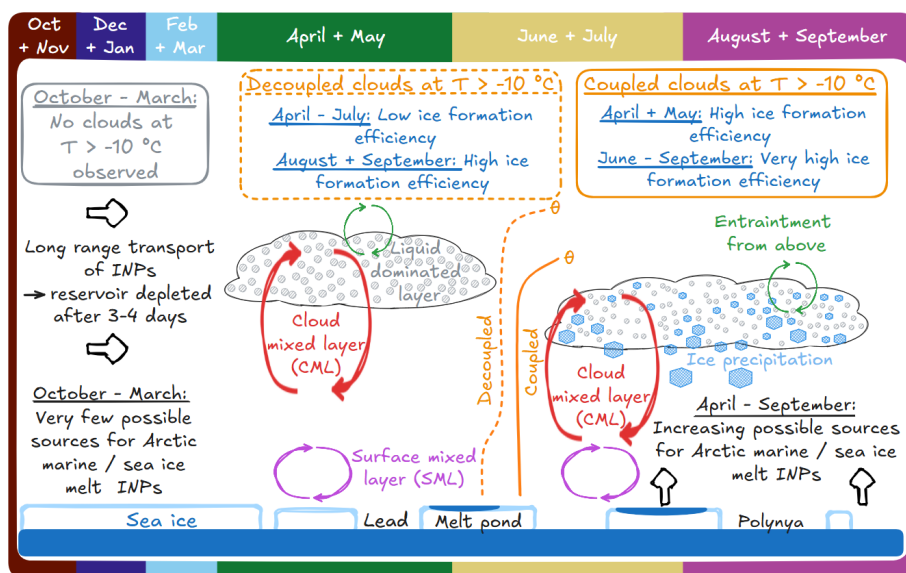 Oct
+ Nov
Dec
+ Jan
Feb
+ Mar
April + May
June + July
August + September
October - March:
No clouds at
T > -10 °C
observed
Decoupled clouds at T > -10 °C
April - July: Low ice formation
efficiency
August + September: High ice
formation efficiency
Coupled clouds at T > -10 °C
April + May: High ice formation
efficiency
June - September: Very high ice
formation efficiency
Long range transport
of INPs
→ reservoir depleted
after 3-4 days
October - March:
Very few possible
sources for Arctic
marine / sea ice
melt INPs
Liquid
dominated
layer
Cloud
mixed layer
(CML)
Surface mixed
layer (SML)
θ
θ
Decoupled
Coupled
Entraintment
from above
Ice precipitation
Cloud
mixed layer
(CML)
April - September:
Increasing possible sources
for Arctic marine / sea ice
melt INPs
Sea ice
Lead
Melt pond
Polynya